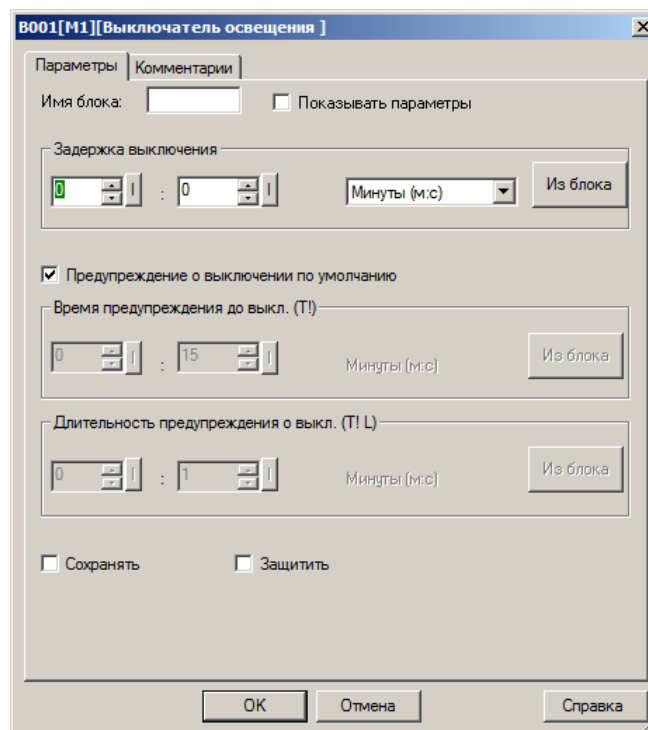 B001[M1][Выключатель освещения ]
Параметры Комментарии
Имя блока: Показывать параметры
Задержка выключения
0 : 0 Минуты (м:с) Из блока
Предупреждение о выключении по умолчанию
Время предупреждения до выкл. (T!)
0 : 15 Минуты (м:с) Из блока
Длительность предупреждения о выкл. (T! L)
0 : 1 Минуты (м:с) Из блока
Сохранять Защитить
OK Отмена Справка